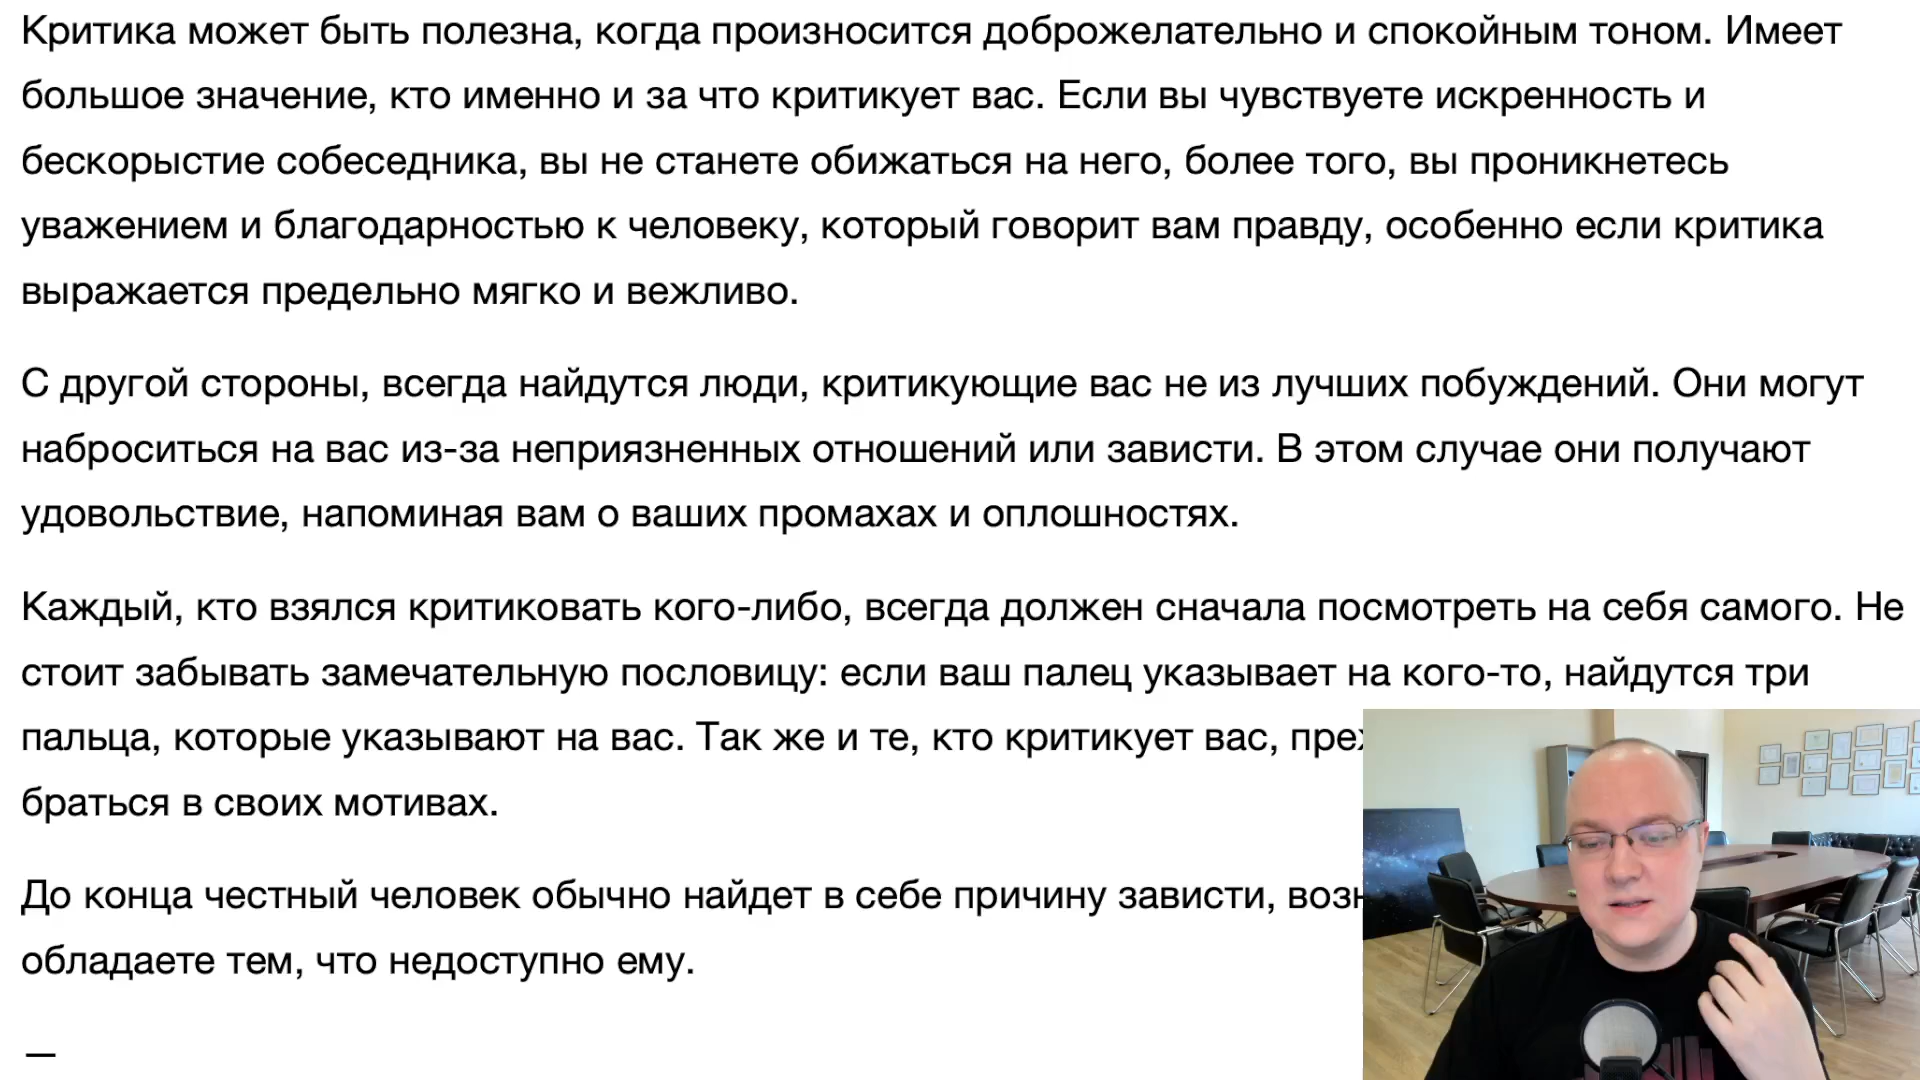 Критика может быть полезна, когда произносится доброжелательно и спокойным тоном. Имеет
большое значение, кто именно и за что критикует вас. Если вы чувствуете искренность и
бескорыстие собеседника, вы не станете обижаться на него, более того, вы проникнетесь
уважением и благодарностью к человеку, который говорит вам правду, особенно если критика
выражается предельно мягко и вежливо.
С другой стороны, всегда найдутся люди, критикующие вас не из лучших побуждений. Они могут
наброситься на вас из-за неприязненных отношений или зависти. В этом случае они получают
удовольствие, напоминая вам о ваших промахах и оплошностях.
Каждый, кто взялся критиковать кого-либо, всегда должен сначала посмотреть на себя самого. Не
стоит забывать замечательную пословицу: если ваш палец указывает на кого-то, найдутся три
пальца, которые указывают на вас. Так же и те, кто критикует вас,
браться в своих мотивах.
До конца честный человек обычно найдет в себе причину зависти,
обладаете тем, что недоступно ему.
—